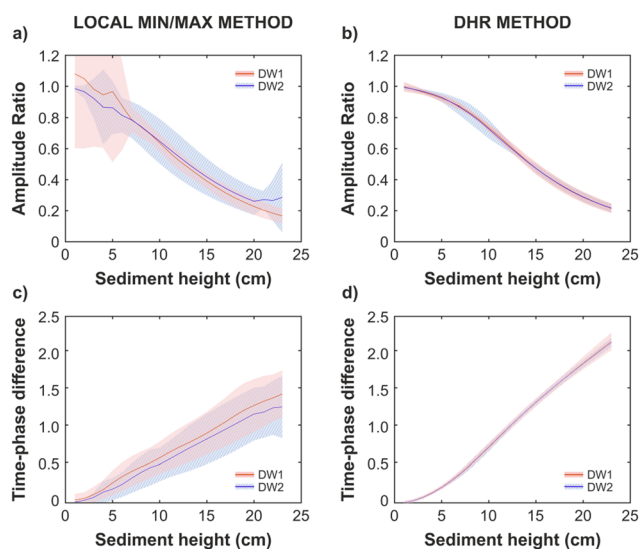 LOCAL MIN/MAX METHOD
DHR METHOD
a)
b)
Amplitude Ratio
1.2
1.0
0.8
0.6
0.4
0.2
0
0 5 10 15 20 25
Sediment height (cm)
DW1
DW2
Amplitude Ratio
1.2
1.0
0.8
0.6
0.4
0.2
0
0 5 10 15 20 25
Sediment height (cm)
DW1
DW2
c)
d)
Time-phase difference
2.5
2.0
1.5
1.0
0.5
0
0 5 10 15 20 25
Sediment height (cm)
DW1
DW2
Time-phase difference
2.5
2.0
1.5
1.0
0.5
0
0 5 10 15 20 25
Sediment height (cm)
DW1
DW2